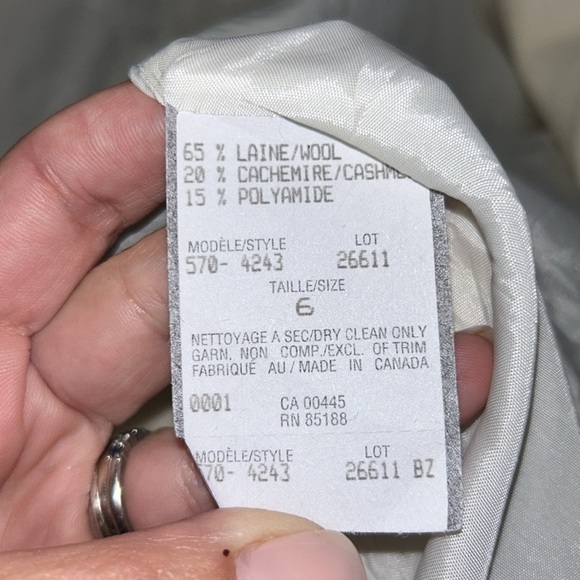 65 % LAINE/WOOL
20 % CACHEMIRE/CASHM
15 % POLYAMIDE
MODÈLE/STYLE LOT
570- 4243 26611
TAILLE/SIZE
6
NETTOYAGE A SEC/DRY CLEAN ONLY
GARN. NON COMP./EXCL. OF TRIM
FABRIQUÉ AU/MADE IN CANADA
0001 CA 00445
RN 85188
MODÈLE/STYLE LOT
570- 4243 26611 BZ